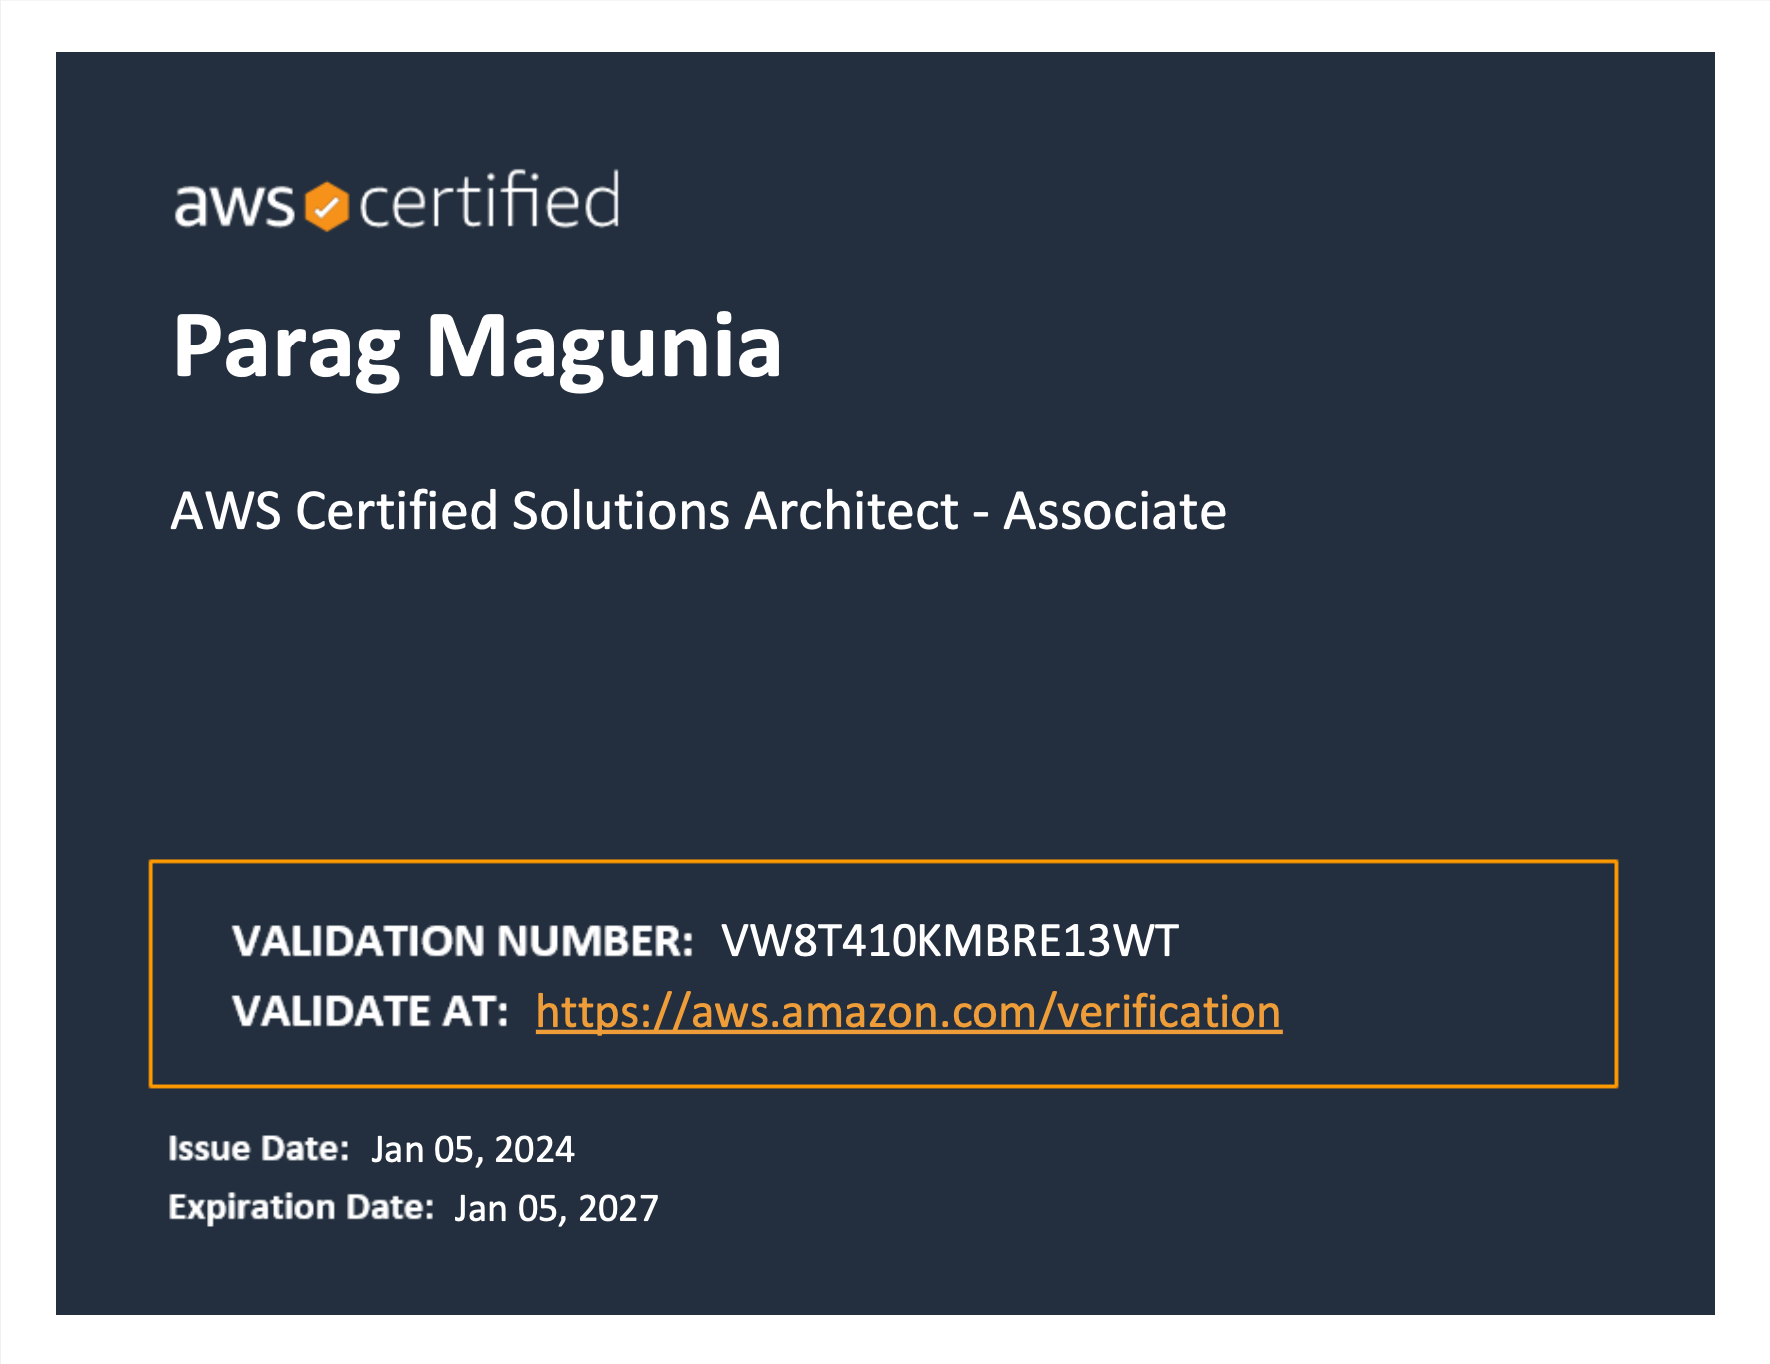 aws certified
Parag Magunia
AWS Certified Solutions Architect - Associate
VALIDATION NUMBER: VW8T410KMBRE13WT
VALIDATE AT: https://aws.amazon.com/verification
Issue Date: Jan 05, 2024
Expiration Date: Jan 05, 2027